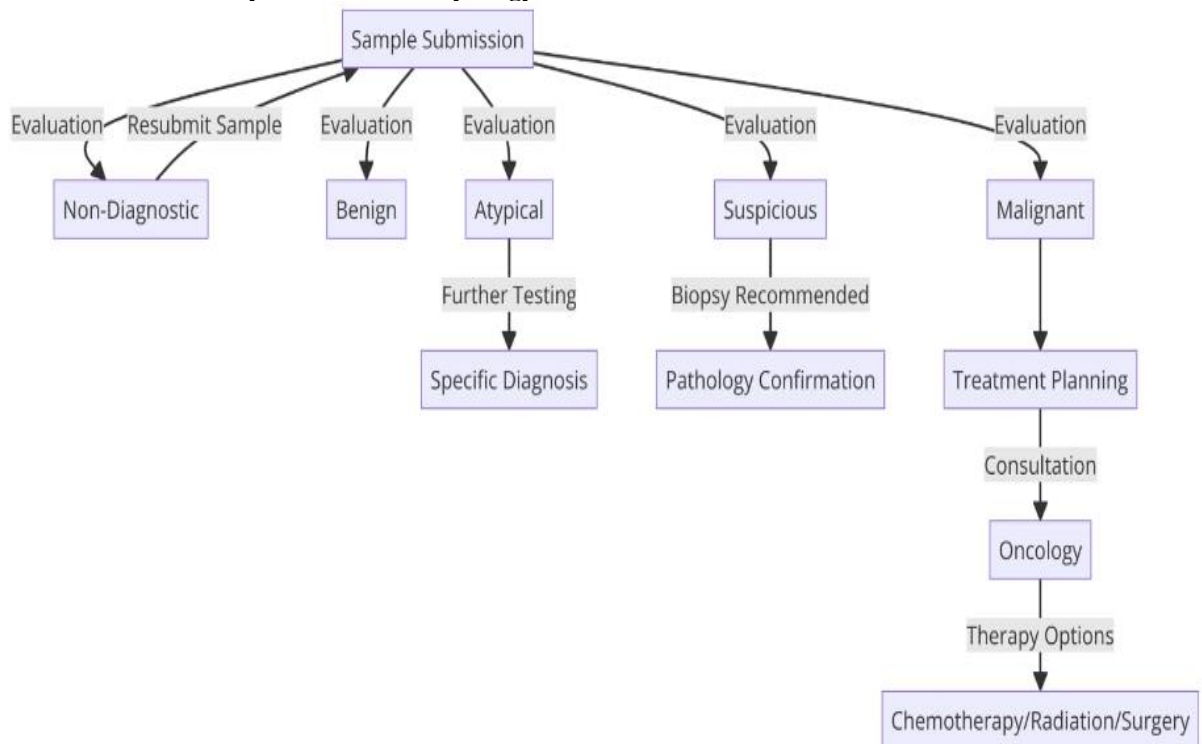 Sample Submission
Evaluation
Resubmit Sample
Evaluation
Evaluation
Evaluation
Evaluation
Non-Diagnostic
Benign
Atypical
Suspicious
Malignant
Further Testing
Biopsy Recommended
Specific Diagnosis
Pathology Confirmation
Treatment Planning
Consultation
Oncology
Therapy Options
Chemotherapy/Radiation/Surgery